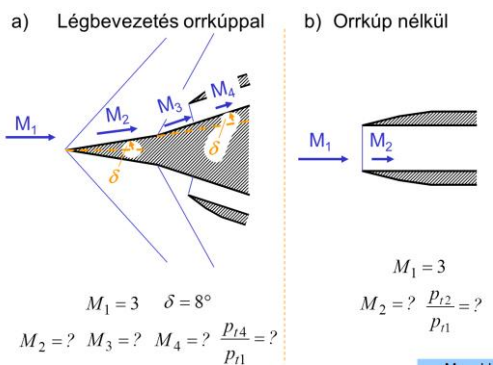 a) Légbevezetés orrkúppal
M₁
M₂
M₃
M₄
δ
δ
M₁ = 3 δ = 8°
M₂ = ? M₃ = ? M₄ = ? pₜ₄/pₜ₁ = ?
b) Orrkúp nélkül
M₁
M₂
M₁ = 3
M₂ = ? pₜ₂/pₜ₁ = ?